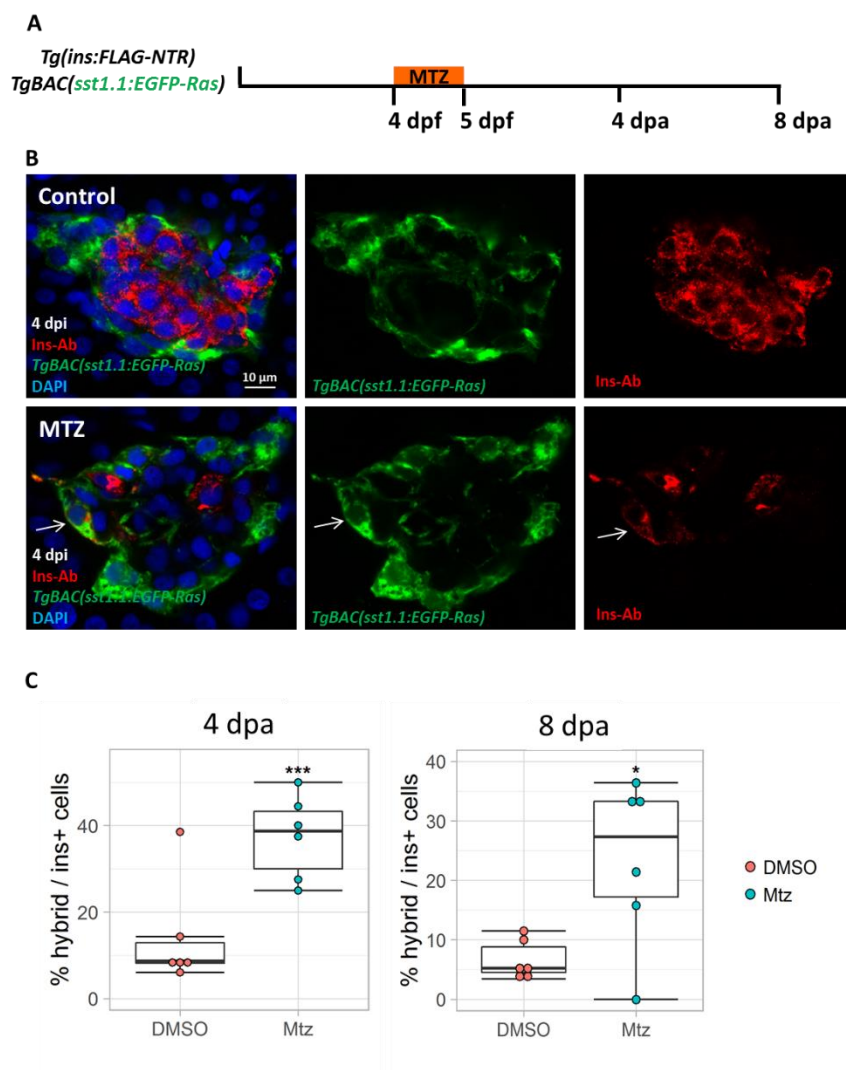 A
Tg(ins:FLAG-NTR)
TgBAC(sst1.1:EGFP-Ras)
MTZ
4 dpf
5 dpf
4 dpa
8 dpa
B
Control
4 dpi
Ins-Ab
TgBAC(sst1.1:EGFP-Ras)
DAPI
10 µm
TgBAC(sst1.1:EGFP-Ras)
Ins-Ab
MTZ
4 dpi
Ins-Ab
TgBAC(sst1.1:EGFP-Ras)
DAPI
TgBAC(sst1.1:EGFP-Ras)
Ins-Ab
C
4 dpa
% hybrid / ins+ cells
40
20
0
***
DMSO
Mtz
8 dpa
% hybrid / ins+ cells
40
30
20
10
0
*
DMSO
Mtz
DMSO
Mtz